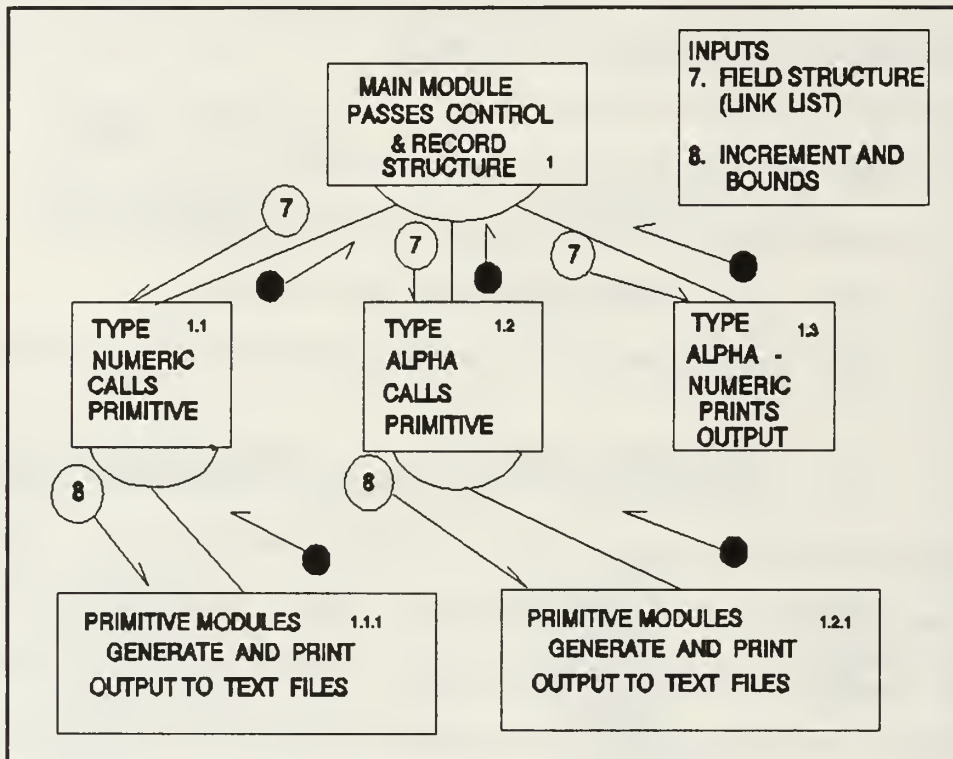 MAIN MODULE
PASSES CONTROL
& RECORD
STRUCTURE 1
INPUTS
7. FIELD STRUCTURE
(LINK LIST)
8. INCREMENT AND
BOUNDS
7
7
7
TYPE 1.1
NUMERIC
CALLS
PRIMITIVE
TYPE 1.2
ALPHA
CALLS
PRIMITIVE
TYPE 1.3
ALPHA -
NUMERIC
PRINTS
OUTPUT
8
8
PRIMITIVE MODULES 1.1.1
GENERATE AND PRINT
OUTPUT TO TEXT FILES
PRIMITIVE MODULES 1.2.1
GENERATE AND PRINT
OUTPUT TO TEXT FILES